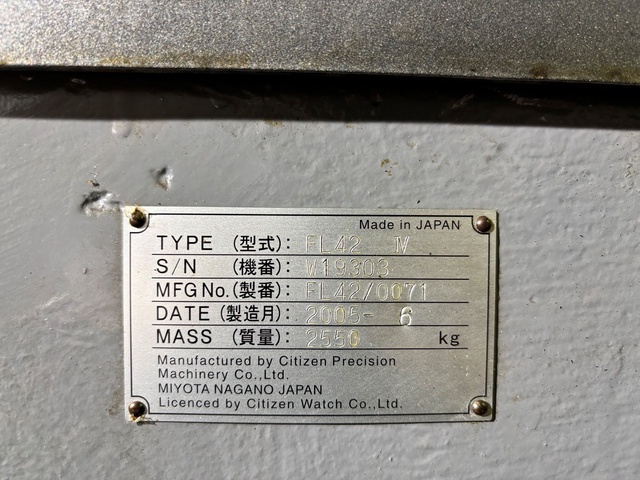 Made in JAPAN
TYPE (型式): FL42 Ⅳ
S/N (機番): W19303
MFG No.(製番): FL42/0071
DATE (製造月): 2005- 6
MASS (質量): 2550 kg
Manufactured by Citizen Precision
Machinery Co.,Ltd.
MIYOTA NAGANO JAPAN
Licenced by Citizen Watch Co.,Ltd.